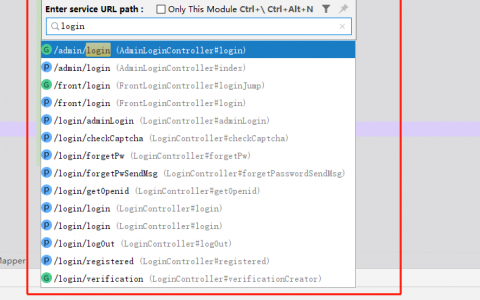 Enter service URL path : Only This Module Ctrl+\ Ctrl+Alt+N
login
G /admin/login (AdminLoginController#login)
P /admin/login (AdminLoginController#index)
G /front/login (FrontLoginController#loginJump)
P /front/login (FrontLoginController#login)
P /login/adminLogin (LoginController#adminLogin)
P /login/checkCaptcha (LoginController#checkCaptcha)
P /login/forgetPw (LoginController#forgetPw)
P /login/forgetPwSendMsg (LoginController#forgetPasswordSendMsg)
P /login/getOpenid (LoginController#getOpenid)
P /login/login (LoginController#login)
P /login/login (LoginController#login)
P /login/logOut (LoginController#logOut)
P /login/registered (LoginController#registered)
Mapper
G /login/verification (LoginController#verificationCreator)